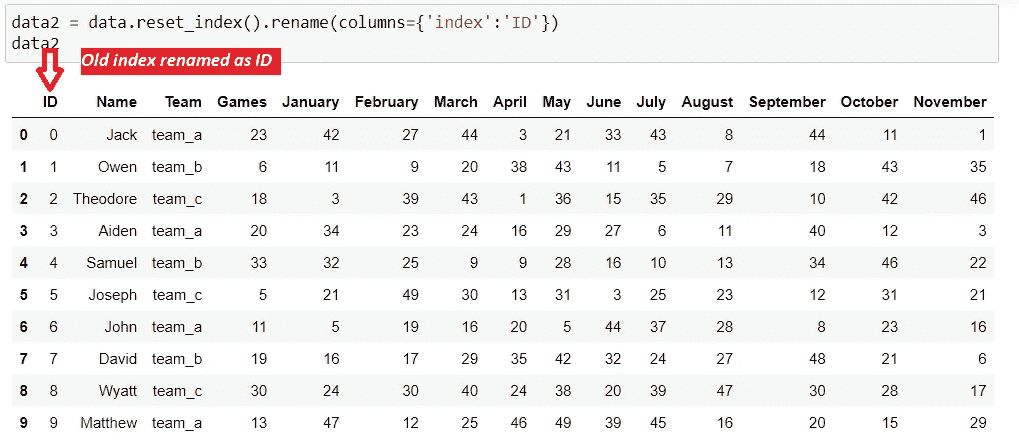 data2 = data.reset_index().rename(columns={'index':'ID'})
data2
Old index renamed as ID
ID Name Team Games January February March April May June July August September October November
0 0 Jack team_a 23 42 27 44 3 21 33 43 8 44 11 1
1 1 Owen team_b 6 11 9 20 38 43 11 5 7 18 43 35
2 2 Theodore team_c 18 3 39 43 1 36 15 35 29 10 42 46
3 3 Aiden team_a 20 34 23 24 16 29 27 6 11 40 12 3
4 4 Samuel team_b 33 32 25 9 9 28 16 10 13 34 46 22
5 5 Joseph team_c 5 21 49 30 13 31 3 25 23 12 31 21
6 6 John team_a 11 5 19 16 20 5 44 37 28 8 23 16
7 7 David team_b 19 16 17 29 35 42 32 24 27 48 21 6
8 8 Wyatt team_c 30 24 30 40 24 38 20 39 47 30 28 17
9 9 Matthew team_a 13 47 12 25 46 49 39 45 16 20 15 29